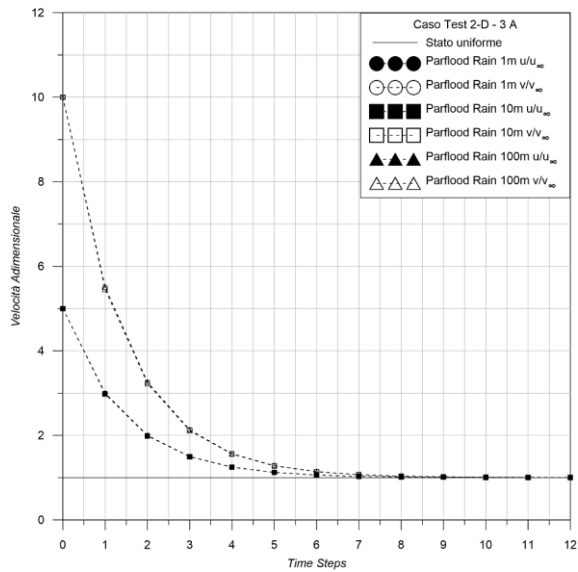 Caso Test 2-D - 3 A
Stato uniforme
Parflood Rain 1m u/u∞
Parflood Rain 1m v/v∞
Parflood Rain 10m u/u∞
Parflood Rain 10m v/v∞
Parflood Rain 100m u/u∞
Parflood Rain 100m v/v∞
Velocità Adimensionale
12
10
8
6
4
2
0
0 1 2 3 4 5 6 7 8 9 10 11 12
Time Steps